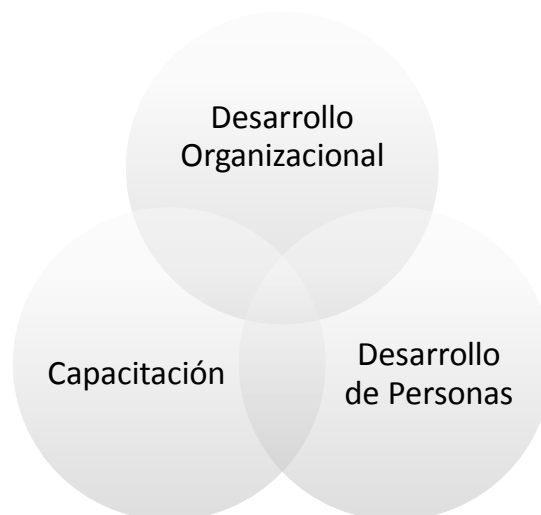 Desarrollo
Organizacional
Capacitación
Desarrollo
de Personas